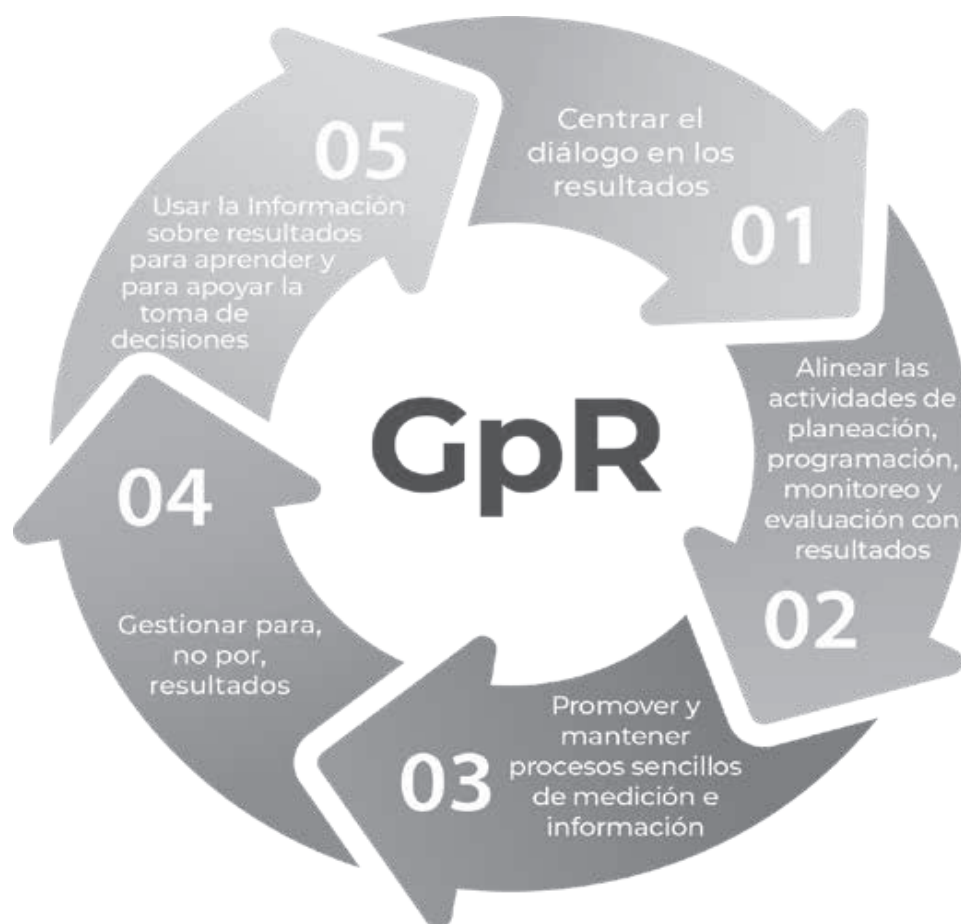 Centrar el
diálogo en los
resultados
01
Alinear las
actividades de
planeación,
programación,
monitoreo y
evaluación con
resultados
02
Promover y
mantener
procesos sencillos
de medición e
información
03
Gestionar para,
no por,
resultados
04
05
Usar la Información
sobre resultados
para aprender y
para apoyar la
toma de
decisiones
GpR